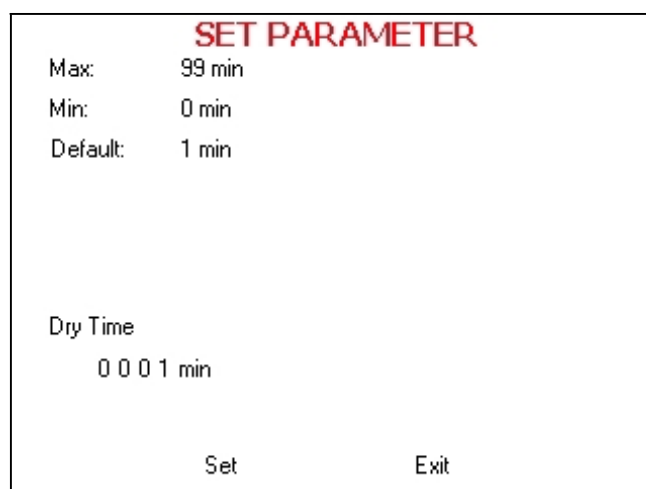 SET PARAMETER
Max: 99 min
Min: 0 min
Default: 1 min
Dry Time
0 0 0 1 min
Set Exit